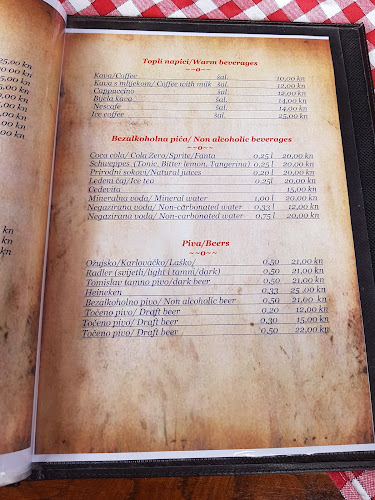 Topli napici/Warm beverages
~~o~~
Kava/Coffee šal. 10,00 kn
Kava s mlijekom/ Coffee with milk šal. 12,00 kn
Cappuccino šal. 12,00 kn
Bijela kava šal. 14,00 kn
Nescafe šal. 14,00 kn
Ice caffee šal. 25,00 kn
Bezalkoholna pića/ Non alcoholic beverages
~~o~~
Coca cola/ Cola Zero/Sprite/Fanta 0,25 l 20,00 kn
Schweppes (Tonic, Bitter lemon, Tangerina) 0,25 l 20,00 kn
Prirodni sokovi/Natural juices 0,20 l 20,00 kn
Ledeni čaj/Ice tea 0,25 l 20,00 kn
Cedevita 15,00 kn
Mineralna voda/ Mineral water 1,00 l 20,00 kn
Negazirana voda/ Non-carbonated water 0,33 l 12,00 kn
Negazirana voda/ Non-carbonated water 0,75 l 20,00 kn
Piva/Beers
~~o~~
Ožujsko/Karlovačko/Laško/ 0,50 21,00 kn
Radler (svijetli/light i tamni/dark) 0,50 21,00 kn
Tomislav tamno pivo/dark beer 0,50 21,00 kn
Heineken 0,33 25,00 kn
Bezalkoholno pivo/ Non alcoholic beer 0,50 21,00 kn
Točeno pivo/ Draft beer 0,20 12,00 kn
Točeno pivo/ Draft beer 0,30 15,00 kn
Točeno pivo/ Draft beer 0,50 22,00 kn